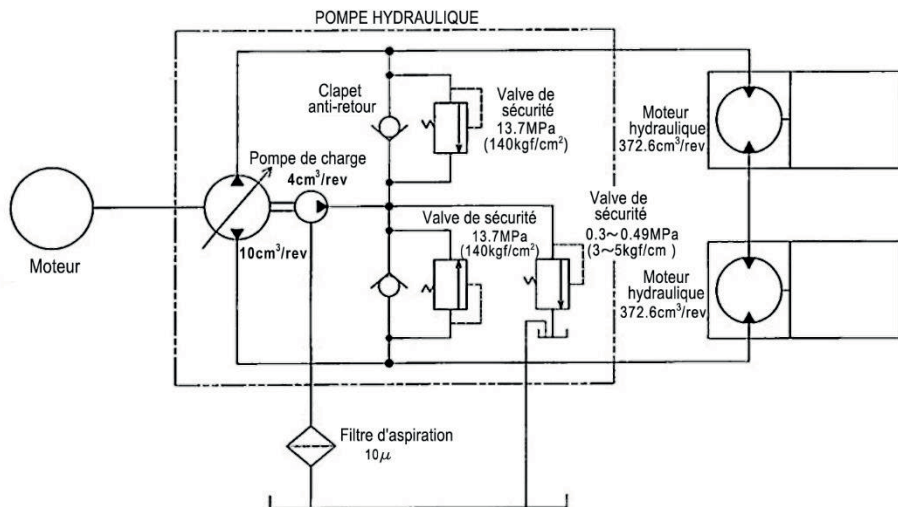 POMPE HYDRAULIQUE
Clapet
anti-retour
Valve de
sécurité
13.7MPa
(140kgf/cm²)
Moteur
hydraulique
372.6cm³/rev
Pompe de charge
4cm³/rev
Valve de sécurité
13.7MPa
(140kgf/cm²)
Valve de
sécurité
0.3～0.49MPa
(3～5kgf/cm )
10cm³/rev
Moteur
Moteur
hydraulique
372.6cm³/rev
Filtre d'aspiration
10μ